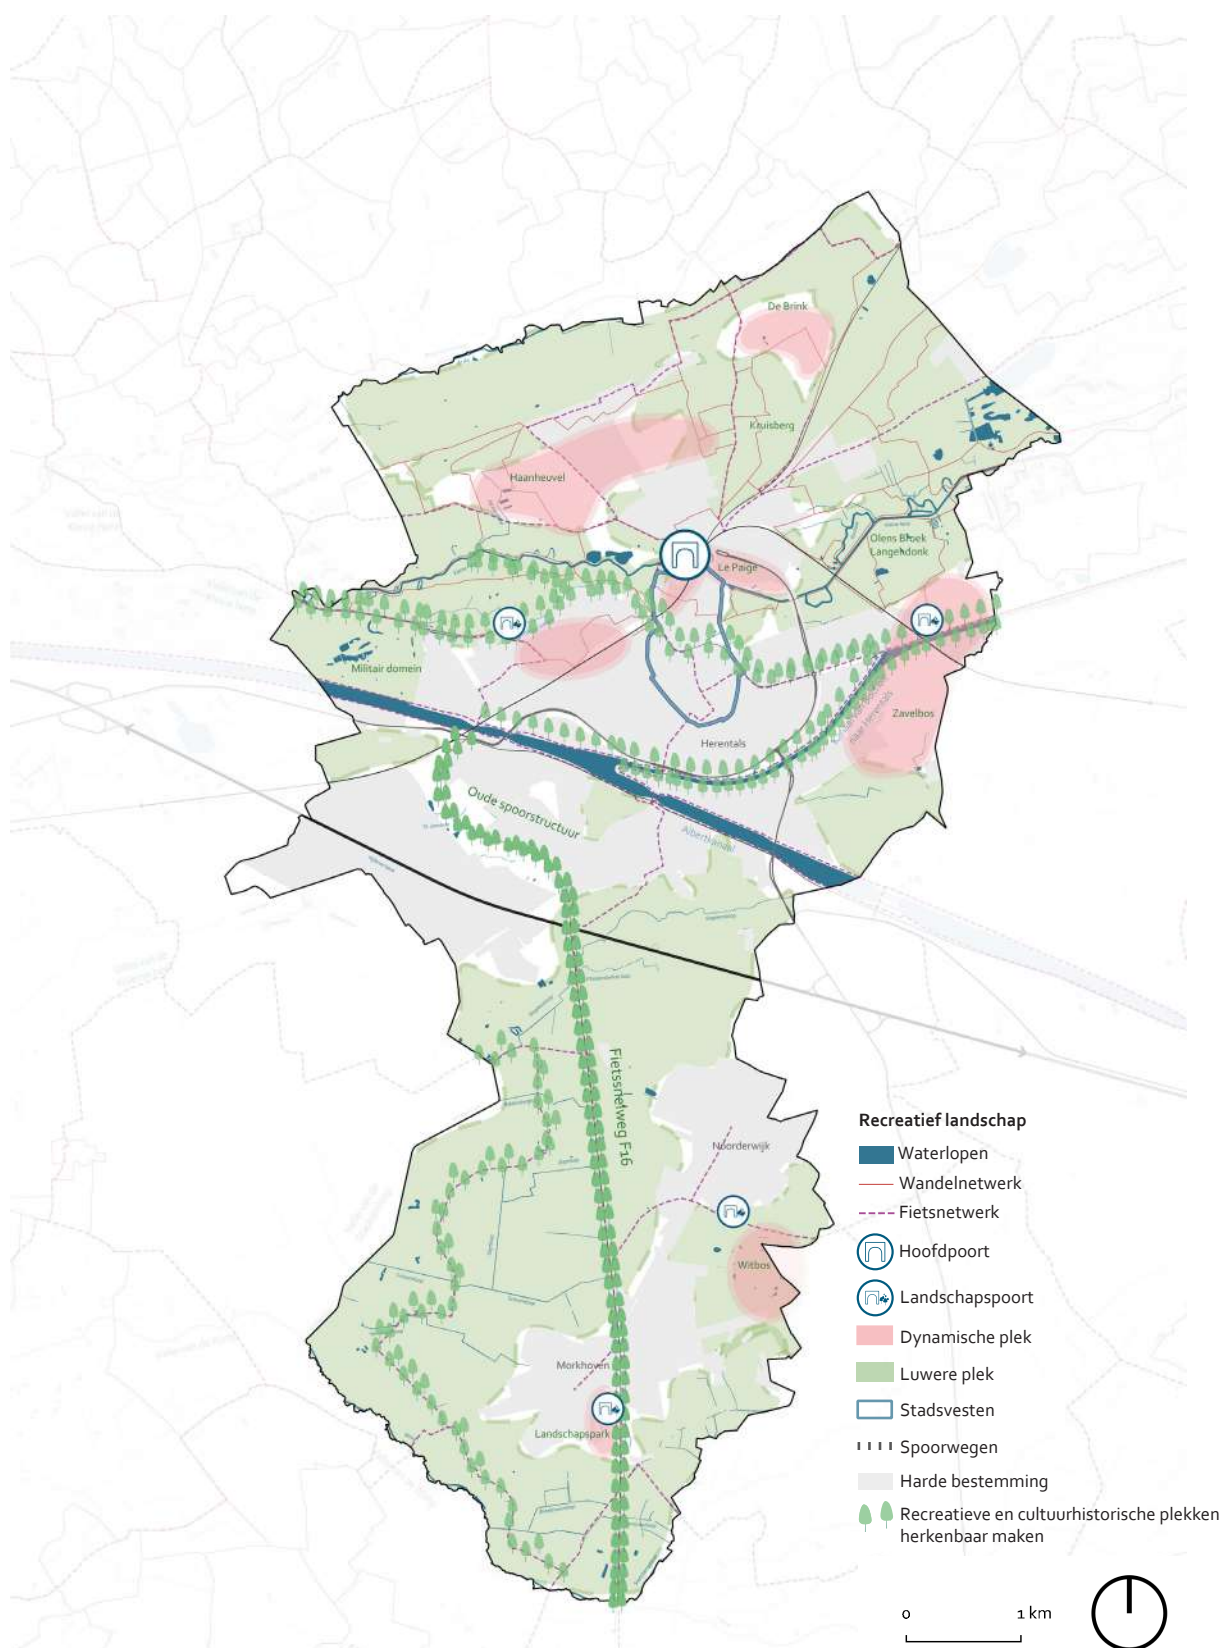 De Brink
Kruisberg
Haanheuvel
Olens Broek
Langendonk
Le Paige
Militair domein
Zavelbos
naar Herentals
Herentals
Oude spoorstructuur
Albertkanaal
Fietssnelweg F16
Noorderwijk
Witbos
Morkhoven
Landschapspark
Recreatief landschap
Waterlopen
Wandelnetwerk
Fietsnetwerk
Hoofdpoort
Landschapspoort
Dynamische plek
Luwere plek
Stadsvesten
Spoorwegen
Harde bestemming
Recreatieve en cultuurhistorische plekken
herkenbaar maken
0 1 km